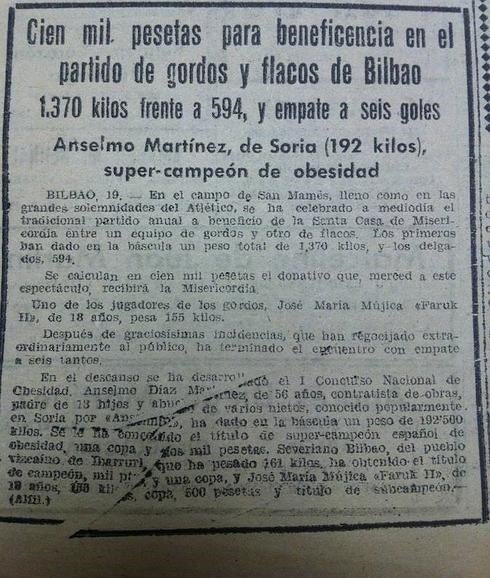 Cien mil pesetas para beneficencia en el
partido de gordos y flacos de Bilbao
1.370 kilos frente a 594, y empate a seis goles
Anselmo Martínez, de Soria (192 kilos),
super-campeón de obesidad
BILBAO, 19. — En el campo de San Mamés, lleno como en las
grandes solemnidades del Atlético, se ha celebrado a mediodía el
tradicional partido anual a beneficio de la Santa Casa de Miseri-
cordia entre un equipo de gordos y otro de flacos. Los primeros
han dado en la báscula un peso total de 1,370 kilos, y los delga-
dos, 594.
Se calculan en cien mil pesetas el donativo que, merced a
este espectáculo, recibirá la Misericordia.
Uno de los jugadores de los gordos, José María Mújica «Faruk
II», de 18 años, pesa 155 kilos.
Después de graciosísimas incidencias, que han regocijado extra-
ordinariamente al público, ha terminado el encuentro con empate
a seis tantos.
En el descanso se ha desarrollado el I Concurso Nacional de
Obesidad. Anselmo Díaz Mar nez, de 56 años, contratista de obras,
padre de 13 hijos y de varios nietos, conocido popularmente
en Soria por ha dado en la báscula un peso de 192'500
kilos. Se le ha concedido el título de super-campeón español de
obesidad, una copa y dos mil pesetas. Severiano Bilbao, del pueblo
vizcaíno de Ibarruri, que ha pesado 161 kilos, ha obtenido el título
de campeón, mil y una copa, y José María Mújica «Faruk II», de
18 años, 155 kilos, copa, 500 pesetas y título de subcampeón.—
(Alfil.)